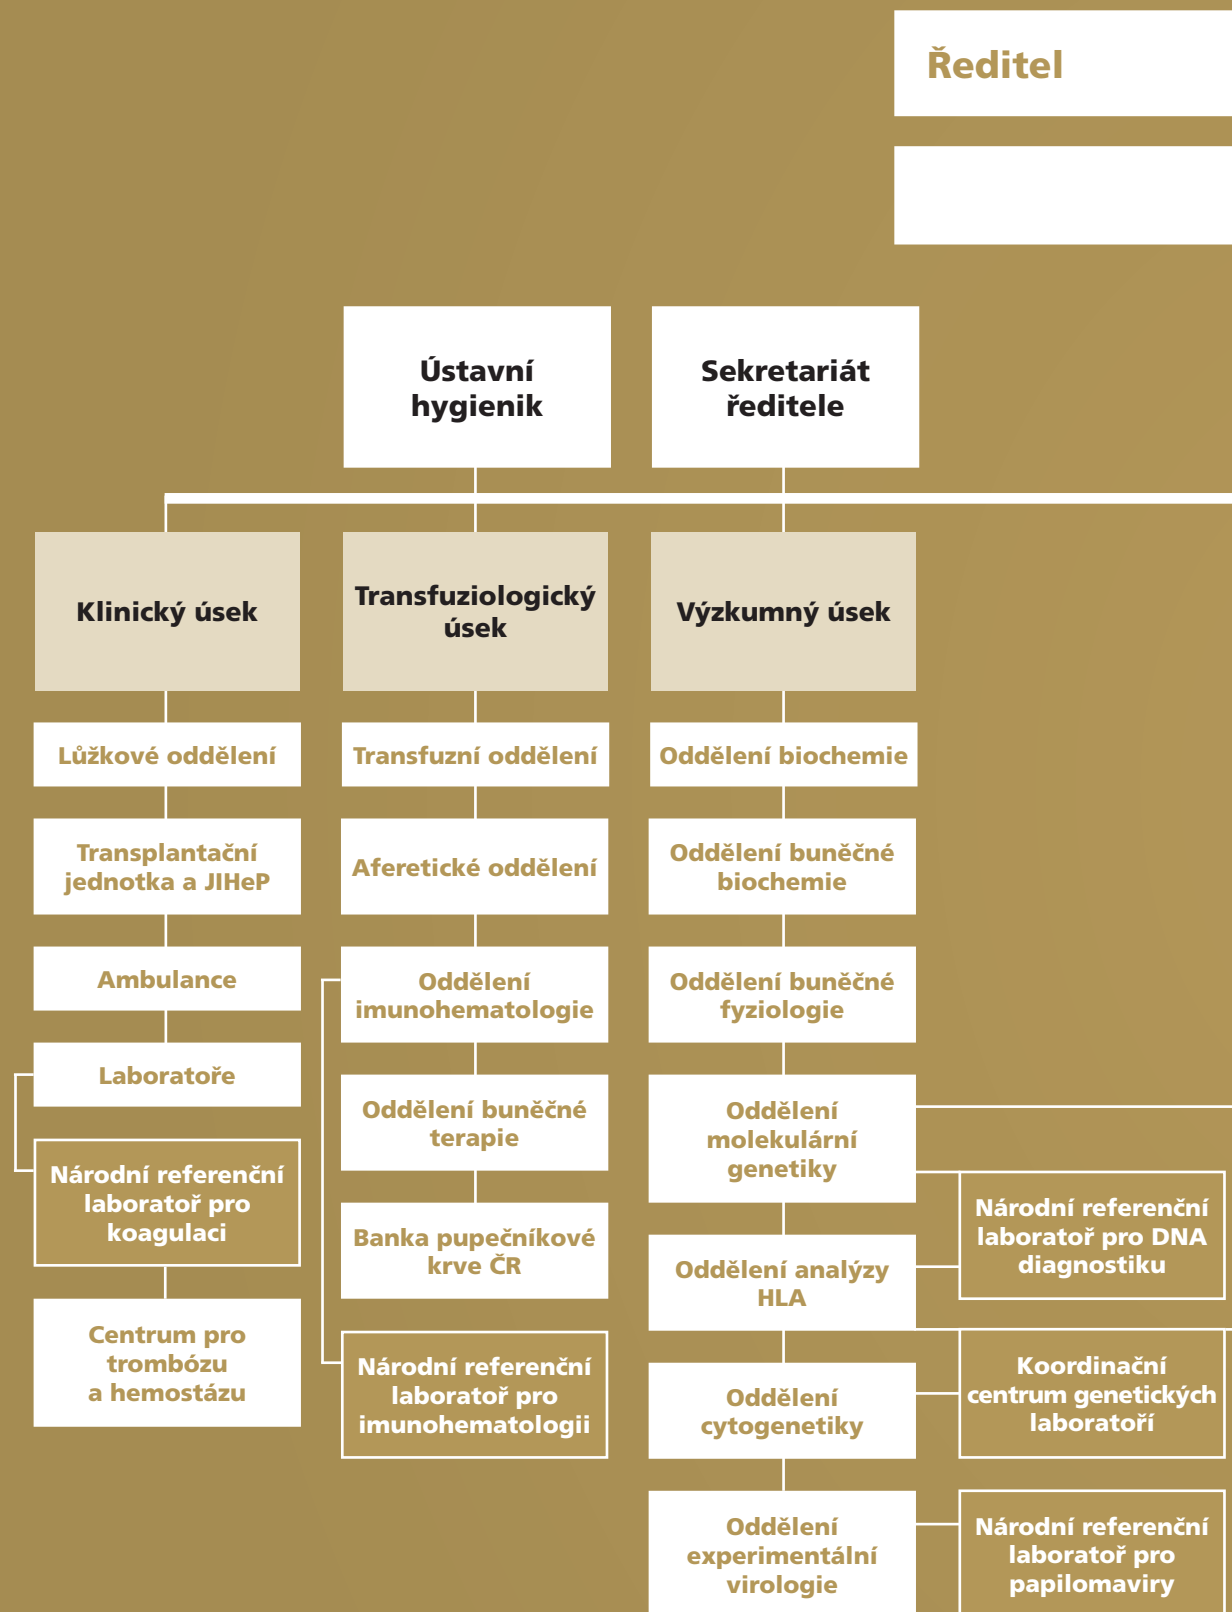 Ředitel
Ústavní
hygienik
Sekretariát
ředitele
Klinický úsek
Transfuziologický
úsek
Výzkumný úsek
Lůžkové oddělení
Transplantační
jednotka a JIHeP
Ambulance
Laboratoře
Národní referenční
laboratoř pro
koagulaci
Centrum pro
trombózu
a hemostázu
Transfuzní oddělení
Aferetické oddělení
Oddělení
imunohematologie
Oddělení buněčné
terapie
Banka pupečníkové
krve ČR
Národní referenční
laboratoř pro
imunohematologii
Oddělení biochemie
Oddělení buněčné
biochemie
Oddělení buněčné
fyziologie
Oddělení
molekulární
genetiky
Oddělení analýzy
HLA
Oddělení
cytogenetiky
Oddělení
experimentální
virologie
Národní referenční
laboratoř pro DNA
diagnostiku
Koordinační
centrum genetických
laboratoří
Národní referenční
laboratoř pro
papilomaviry